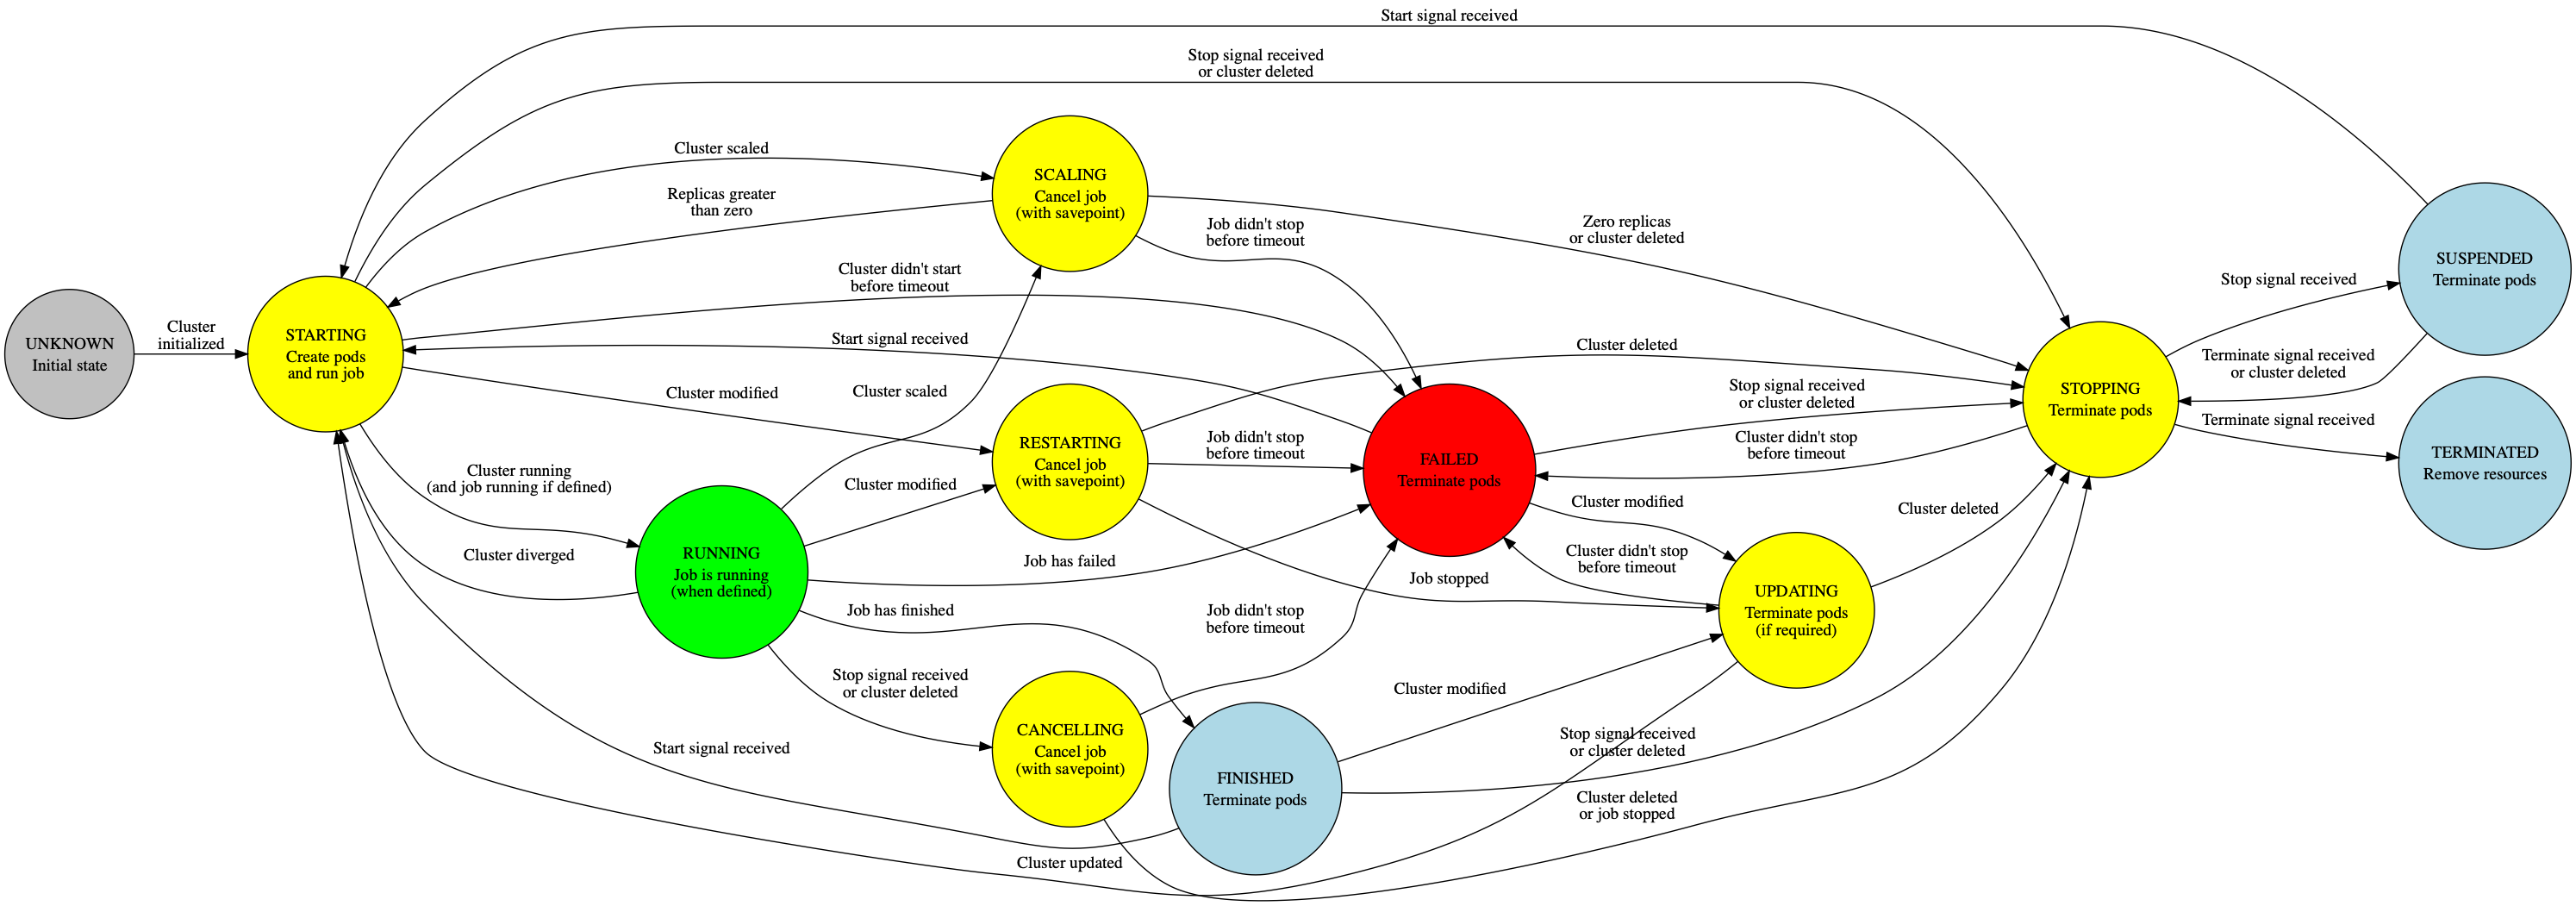 Start signal received
Stop signal received
or cluster deleted
Cluster scaled
Replicas greater
than zero
SCALING
Cancel job
(with savepoint)
Job didn't stop
before timeout
Zero replicas
or cluster deleted
SUSPENDED
Terminate pods
Cluster didn't start
before timeout
Stop signal received
UNKNOWN
Initial state
Cluster
initialized
STARTING
Create pods
and run job
Start signal received
Cluster deleted
Terminate signal received
or cluster deleted
Cluster modified
Cluster scaled
Stop signal received
or cluster deleted
STOPPING
Terminate pods
Terminate signal received
RESTARTING
Cancel job
(with savepoint)
Job didn't stop
before timeout
FAILED
Terminate pods
Cluster didn't stop
before timeout
TERMINATED
Remove resources
Cluster running
(and job running if defined)
Cluster modified
Cluster modified
Cluster deleted
Cluster diverged
RUNNING
Job is running
(when defined)
Job has failed
Job stopped
Cluster didn't stop
before timeout
UPDATING
Terminate pods
(if required)
Job has finished
Job didn't stop
before timeout
Stop signal received
or cluster deleted
Cluster modified
Start signal received
CANCELLING
Cancel job
(with savepoint)
FINISHED
Terminate pods
Stop signal received
or cluster deleted
Cluster deleted
or job stopped
Cluster updated